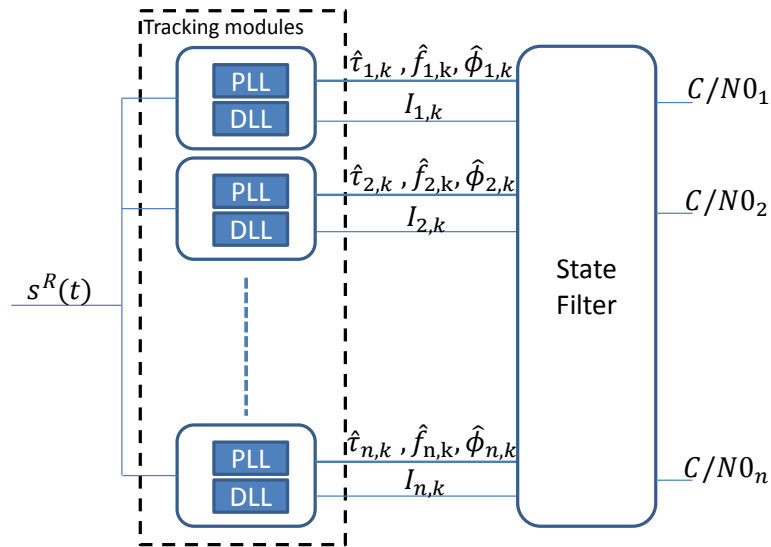 Tracking modules
PLL
DLL
τ̂₁,ₖ , f̂₁,ₖ, ϕ̂₁,ₖ
I₁,ₖ
C/N0₁
PLL
DLL
τ̂₂,ₖ , f̂₂,ₖ, ϕ̂₂,ₖ
I₂,ₖ
C/N0₂
sᴿ(t)
State
Filter
PLL
DLL
τ̂ₙ,ₖ , f̂ₙ,ₖ, ϕ̂ₙ,ₖ
Iₙ,ₖ
C/N0ₙ